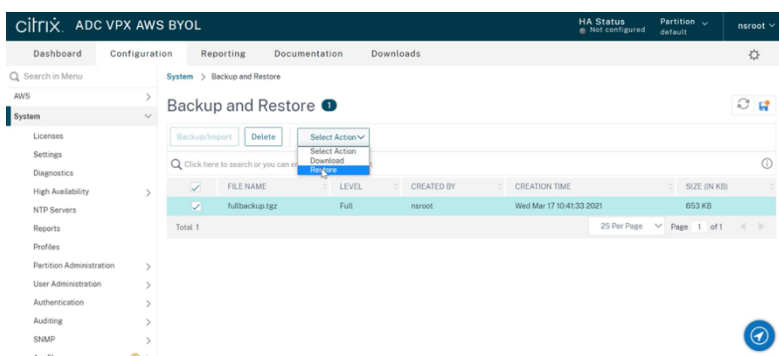 citrix. ADC VPX AWS BYOL
HA Status
Not configured
Partition
default
nsroot
Dashboard Configuration Reporting Documentation Downloads
Search in Menu
System > Backup and Restore
AWS
System
Licenses
Settings
Diagnostics
High Availability
NTP Servers
Reports
Profiles
Partition Administration
User Administration
Authentication
Auditing
SNMP
Backup and Restore 1
Backup/Import Delete Select Action
Select Action
Download
Restore
Click here to search or you can en
FILE NAME LEVEL CREATED BY CREATION TIME SIZE (IN KB)
fullbackup.tgz Full nsroot Wed Mar 17 10:41:33 2021 653 KB
Total 1 25 Per Page Page 1 of 1